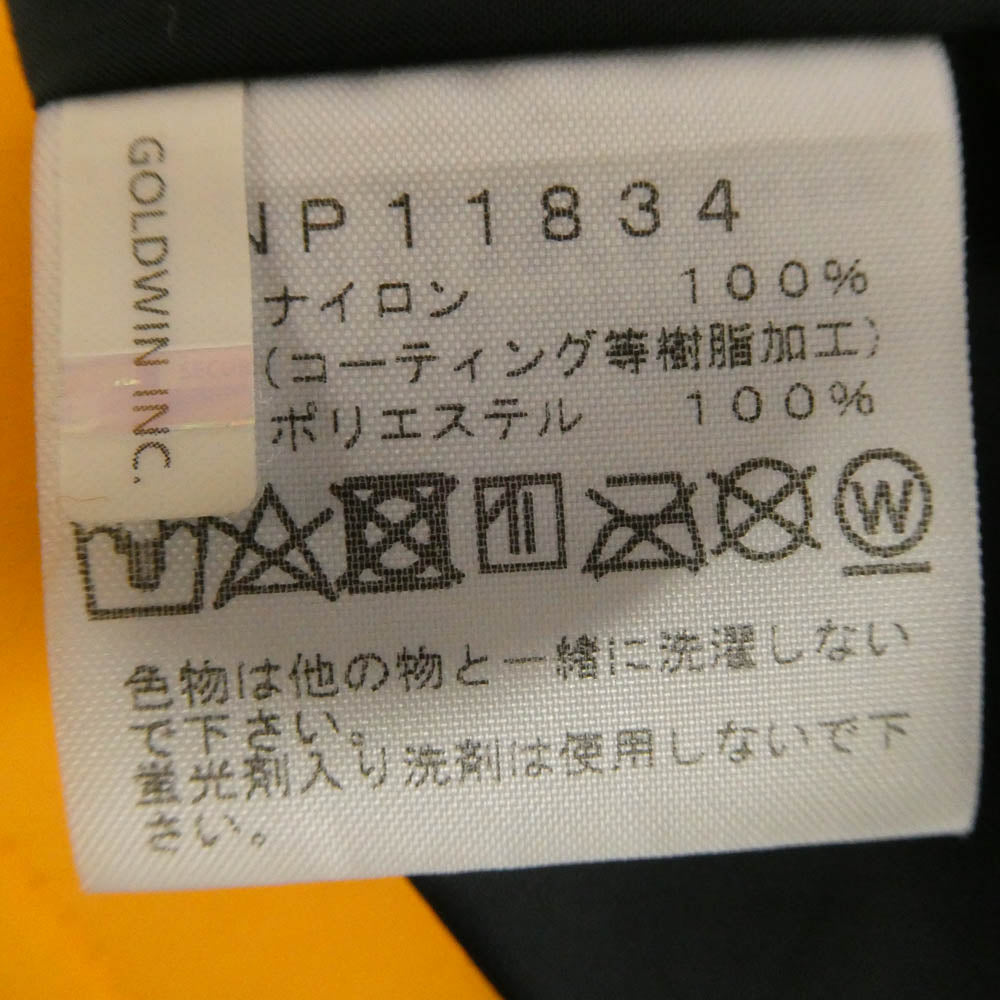 GOLDWIN INC.
NP11834
ナイロン 100%
(コーティング等樹脂加工)
ポリエステル 100%
W
色物は他の物と一緒に洗濯しない
で下さい。
蛍光剤入り洗剤は使用しないで下
さい。